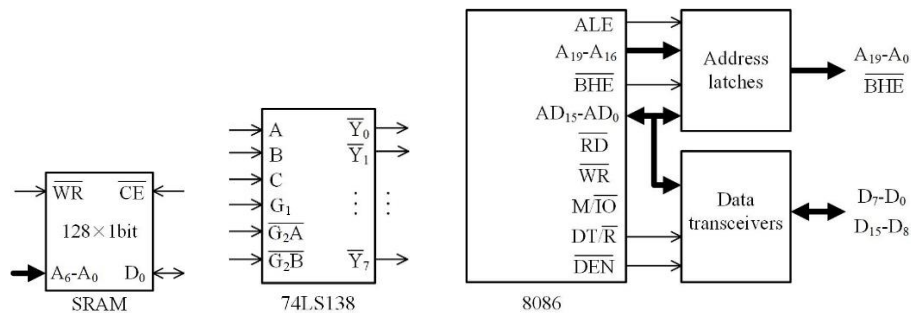 WR CE
128×1bit
A6-A0 D0
SRAM
A Y0
B Y1
C
G1
G2A
G2B Y7
74LS138
ALE
A19-A16
BHE
AD15-AD0
RD
WR
M/IO
DT/R
DEN
8086
Address
latches
A19-A0
BHE
Data
transceivers
D7-D0
D15-D8